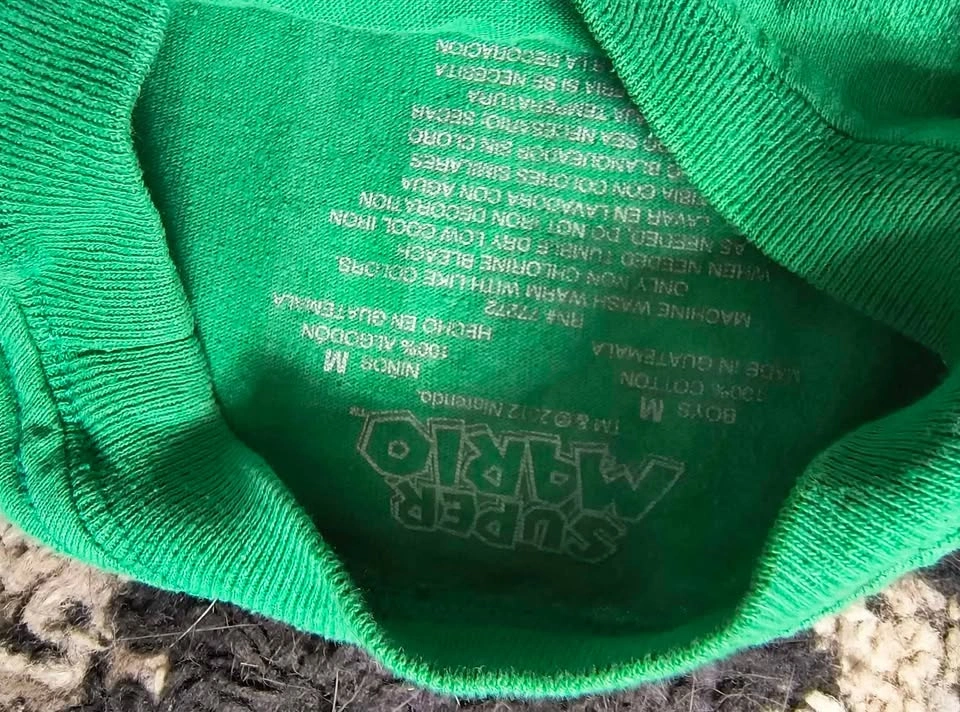 SUPER
MARIO™
TM & © 2012 Nintendo.
BOY'S M
100% COTTON
MADE IN GUATEMALA
NIÑOS M
100% ALGODÓN
HECHO EN GUATEMALA
RN# 77272
MACHINE WASH WARM WITH LIKE COLORS
ONLY NON CHLORINE BLEACH,
WHEN NEEDED TUMBLE DRY LOW COOL IRON
AS NEEDED, DO NOT IRON DECORATION
LAVAR EN LAVADORA CON AGUA
CON COLORES SIMILARES
BLANQUEADOR SIN CLORO
SEA NECESARIO, SECAR
TEMPERATURA
SI SE NECESITA
LA DECORACION